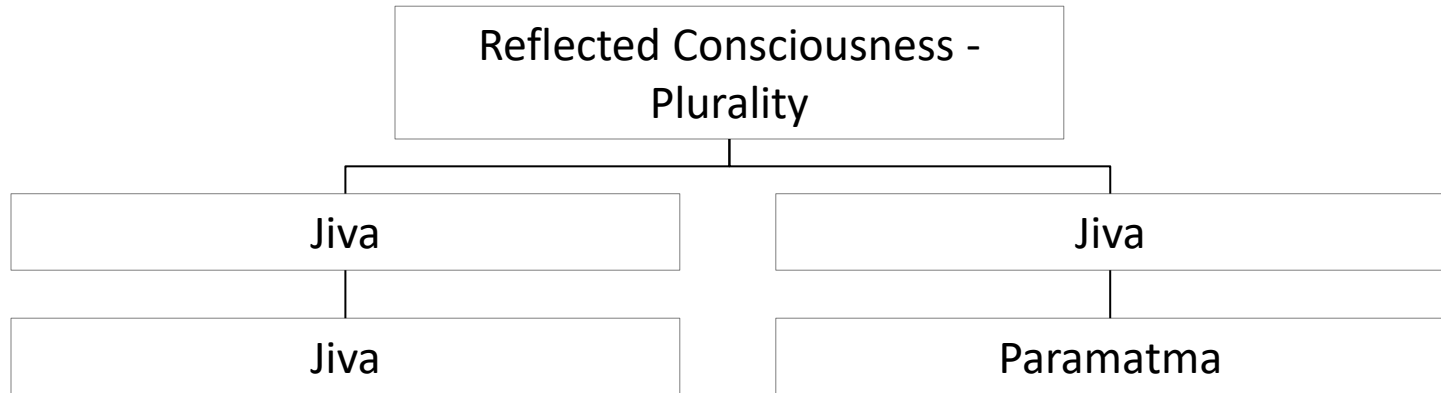 Reflected Consciousness -
Plurality
Jiva
Jiva
Jiva
Paramatma